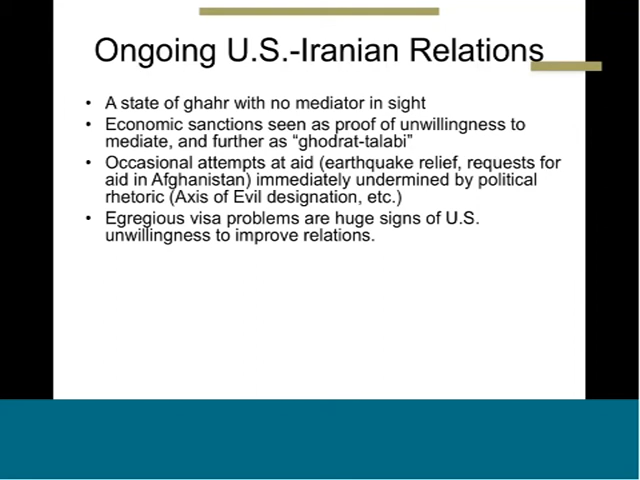 Ongoing U.S.-Iranian Relations
• A state of ghahr with no mediator in sight
• Economic sanctions seen as proof of unwillingness to
mediate, and further as “ghodrat-talabi”
• Occasional attempts at aid (earthquake relief, requests for
aid in Afghanistan) immediately undermined by political
rhetoric (Axis of Evil designation, etc.)
• Egregious visa problems are huge signs of U.S.
unwillingness to improve relations.